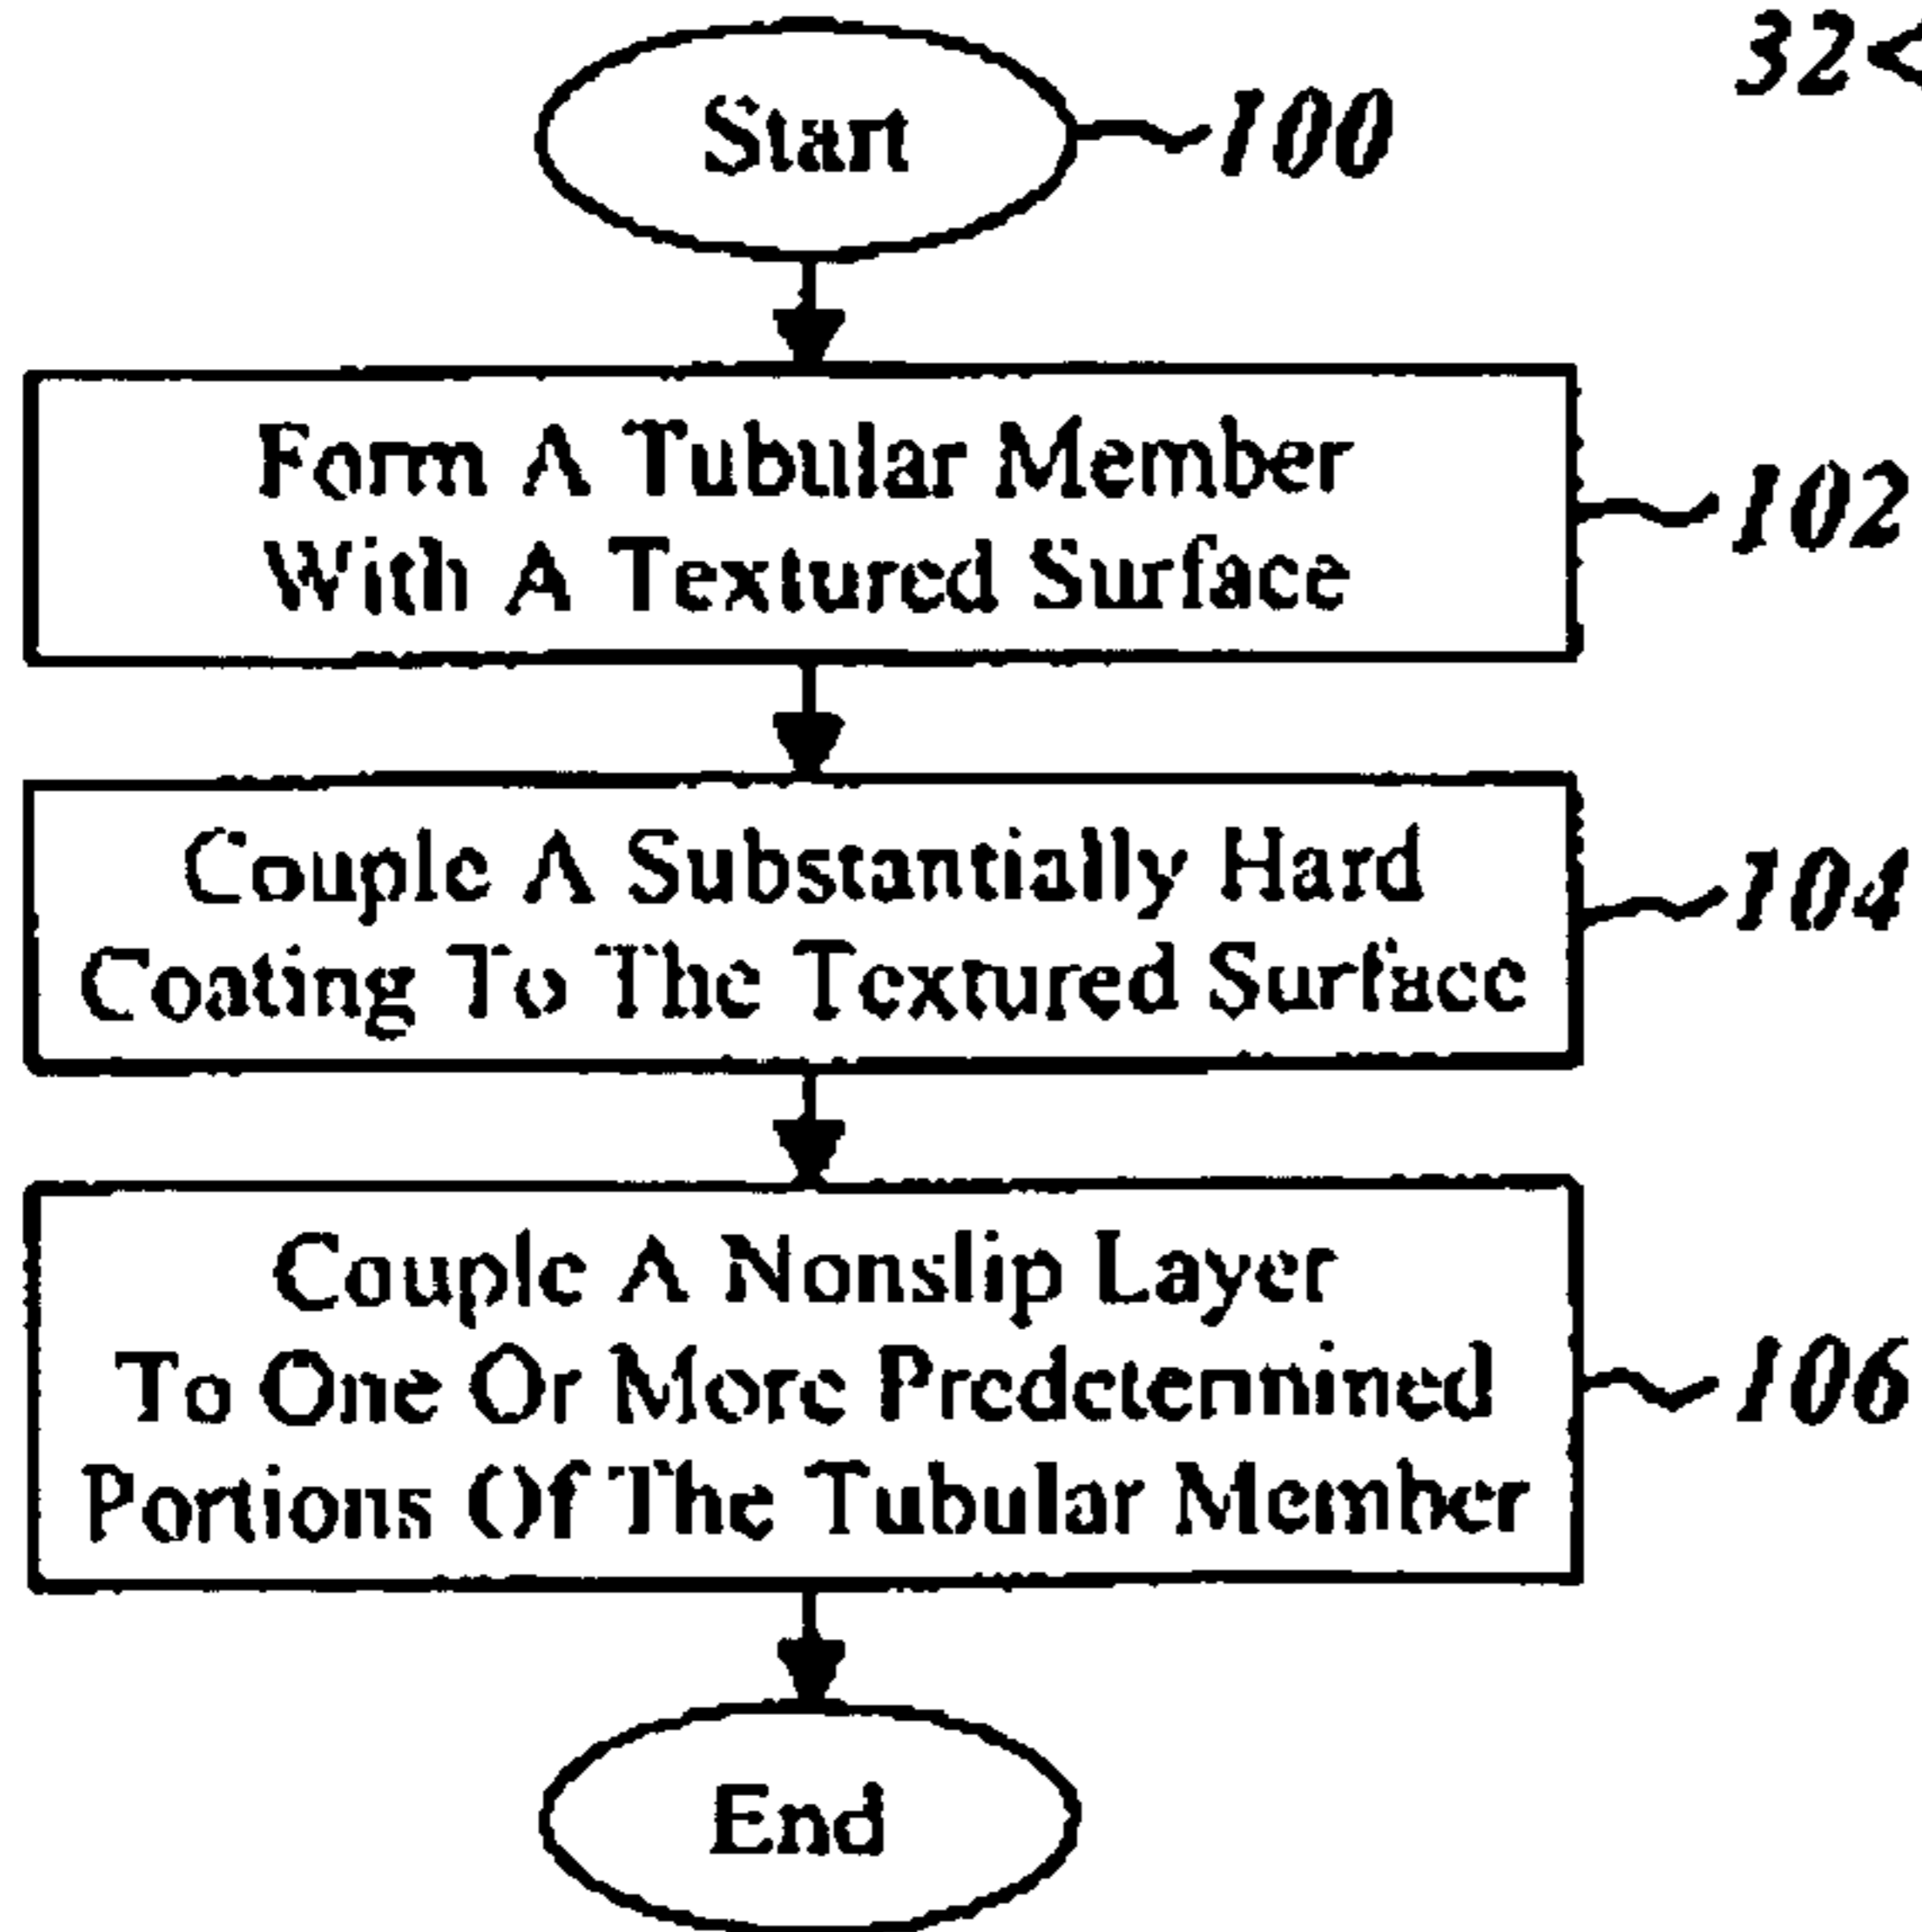 Start
100
32
Form A Tubular Member
With A Textured Surface
102
Couple A Substantially Hard
Coating To The Textured Surface
104
Couple A Nonslip Layer
To One Or More Predetermined
Portions Of The Tubular Member
106
End